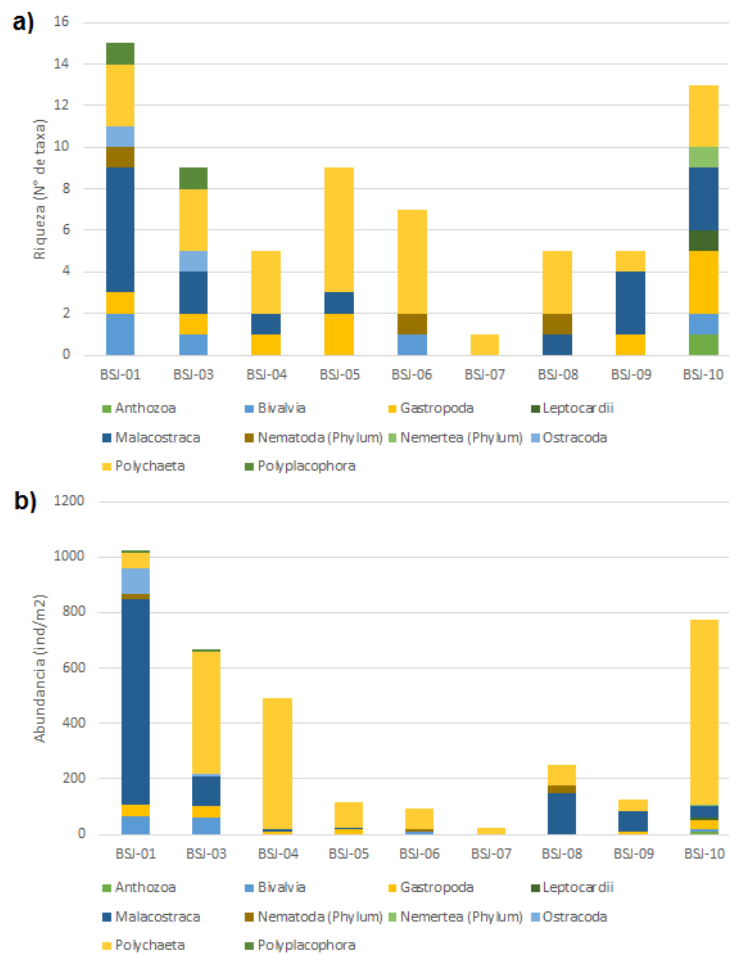 a)
16
14
12
10
8
6
4
2
0
Riqueza (N° de taxa)
BSJ-01 BSJ-03 BSJ-04 BSJ-05 BSJ-06 BSJ-07 BSJ-08 BSJ-09 BSJ-10
Anthozoa Bivalvia Gastropoda Leptocardii
Malacostraca Nematoda (Phylum) Nemertea (Phylum) Ostracoda
Polychaeta Polyplacophora
b)
1200
1000
800
600
400
200
0
Abundancia (ind/m2)
BSJ-01 BSJ-03 BSJ-04 BSJ-05 BSJ-06 BSJ-07 BSJ-08 BSJ-09 BSJ-10
Anthozoa Bivalvia Gastropoda Leptocardii
Malacostraca Nematoda (Phylum) Nemertea (Phylum) Ostracoda
Polychaeta Polyplacophora